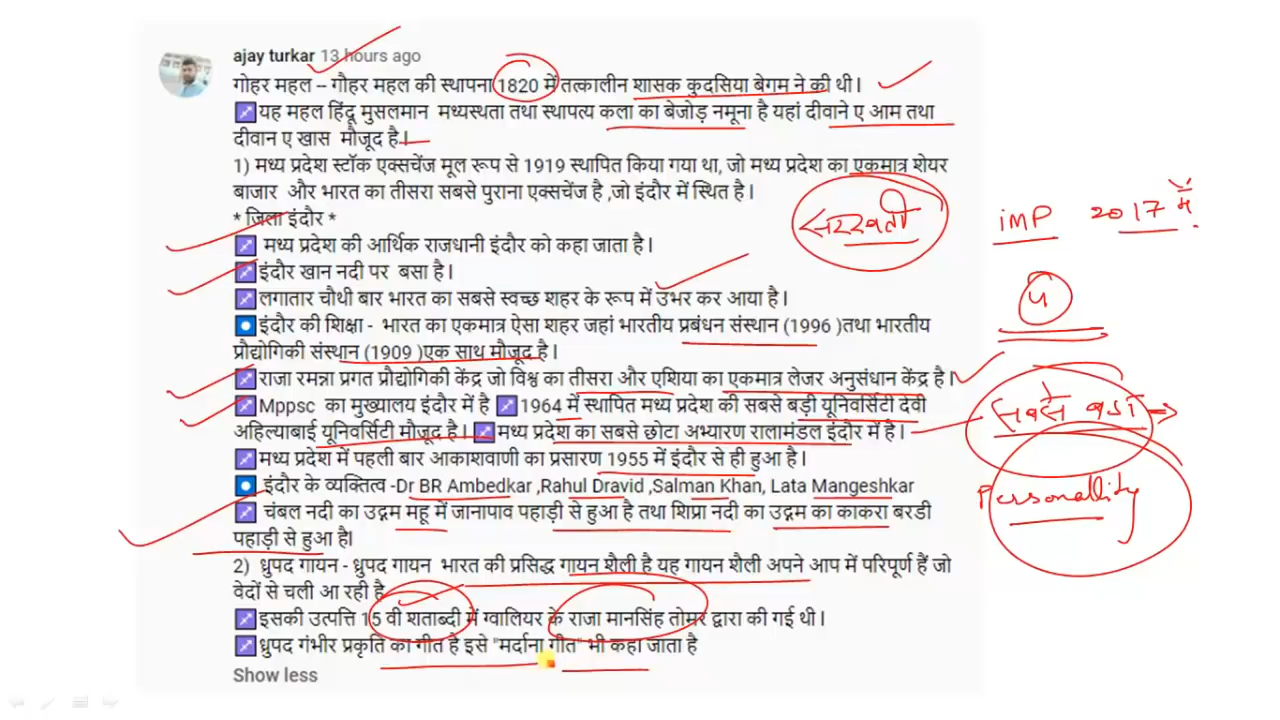 ajay turkar 13 hours ago
गोहर महल – गौहर महल की स्थापना 1820 में तत्कालीन शासक कुदसिया बेगम ने की थी।
यह महल हिंदू मुसलमान मध्यस्थता तथा स्थापत्य कला का बेजोड़ नमूना है यहां दीवाने ए आम तथा
दीवान ए खास मौजूद है।
1) मध्य प्रदेश स्टॉक एक्सचेंज मूल रूप से 1919 स्थापित किया गया था, जो मध्य प्रदेश का एकमात्र शेयर
बाजार और भारत का तीसरा सबसे पुराना एक्सचेंज है ,जो इंदौर में स्थित है।
* जिला इंदौर *
सरस्वती
IMP 2017 में
मध्य प्रदेश की आर्थिक राजधानी इंदौर को कहा जाता है।
इंदौर खान नदी पर बसा है।
लगातार चौथी बार भारत का सबसे स्वच्छ शहर के रूप में उभर कर आया है।
इंदौर की शिक्षा - भारत का एकमात्र ऐसा शहर जहां भारतीय प्रबंधन संस्थान (1996 )तथा भारतीय
प्रौद्योगिकी संस्थान (1909 )एक साथ मौजूद है।
राजा रमन्ना प्रगत प्रौद्योगिकी केंद्र जो विश्व का तीसरा और एशिया का एकमात्र लेजर अनुसंधान केंद्र है।
Mppsc का मुख्यालय इंदौर में है 1964 में स्थापित मध्य प्रदेश की सबसे बड़ी यूनिवर्सिटी देवी
सबसे बडा
अहिल्याबाई यूनिवर्सिटी मौजूद है। मध्य प्रदेश का सबसे छोटा अभ्यारण रालामंडल इंदौर में है।
मध्य प्रदेश में पहली बार आकाशवाणी का प्रसारण 1955 में इंदौर से ही हुआ है।
इंदौर के व्यक्तित्व -Dr BR Ambedkar ,Rahul Dravid ,Salman Khan, Lata Mangeshkar
Personallity
चंबल नदी का उद्गम महू में जानापाव पहाड़ी से हुआ है तथा शिप्रा नदी का उद्गम का काकरा बरडी
पहाड़ी से हुआ है।
2) ध्रुपद गायन - ध्रुपद गायन भारत की प्रसिद्ध गायन शैली है यह गायन शैली अपने आप में परिपूर्ण हैं जो
वेदों से चली आ रही है
इसकी उत्पत्ति 15 वी शताब्दी में ग्वालियर के राजा मानसिंह तोमर द्वारा की गई थी।
ध्रुपद गंभीर प्रकृति का गीत है इसे "मर्दाना गीत" भी कहा जाता है
Show less